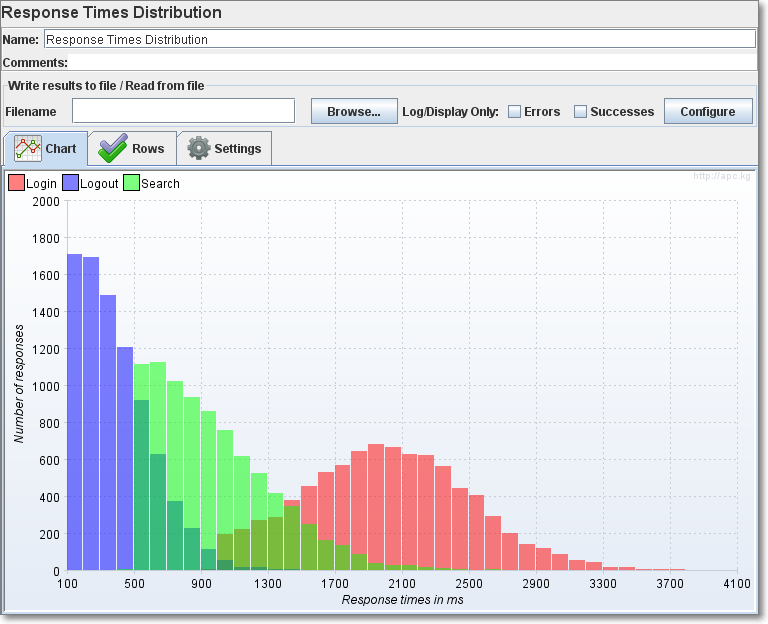 Response Times Distribution
Name: Response Times Distribution
Comments:
Write results to file / Read from file
Filename Browse... Log/Display Only: Errors Successes Configure
Chart Rows Settings
http://apc.kg
Login Logout Search
2000
1800
1600
1400
1200
1000
800
600
400
200
0
Number of responses
100 500 900 1300 1700 2100 2500 2900 3300 3700 4100
Response times in ms